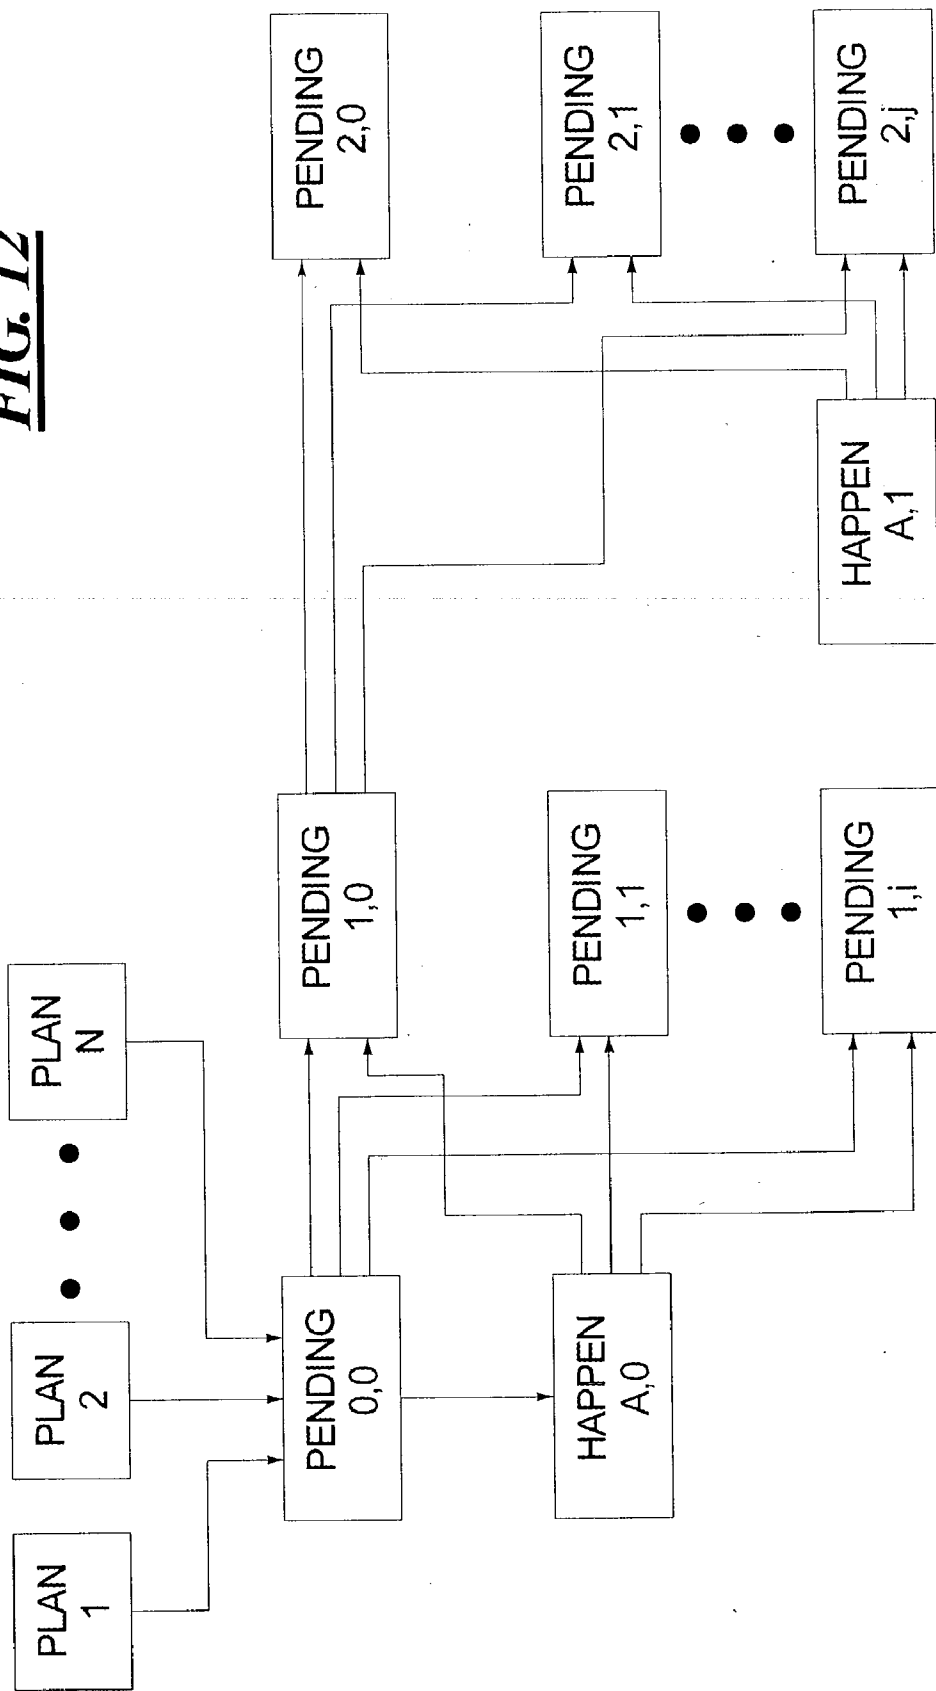 FIG. 12
PLAN
1
PLAN
2
PLAN
N
PENDING
0,0
PENDING
1,0
PENDING
2,0
HAPPEN
A,0
PENDING
1,1
PENDING
2,1
PENDING
1,i
HAPPEN
A,1
PENDING
2,j